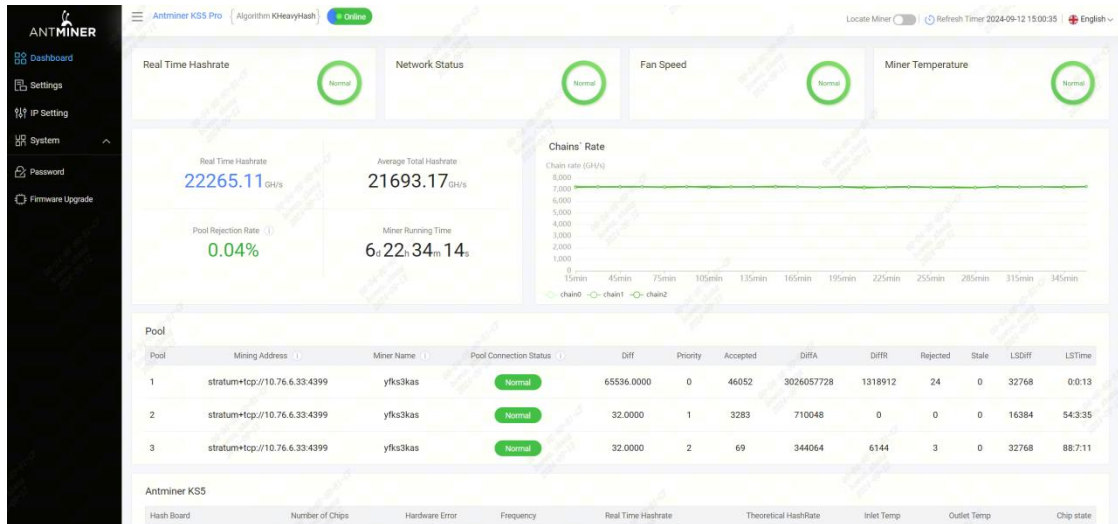 ANTMINER
Antminer KS5 Pro
Algorithm KHeavyHash
Online
Locate Miner
Refresh Timer 2024-09-12 15:00:35
English
Dashboard
Settings
IP Setting
System
Password
Firmware Upgrade
Real Time Hashrate
Normal
Network Status
Normal
Fan Speed
Normal
Miner Temperature
Normal
Real Time Hashrate
22265.11 GH/s
Average Total Hashrate
21693.17 GH/s
Pool Rejection Rate
0.04%
Miner Running Time
6d 22h 34m 14s
Chains` Rate
Chain rate (GH/s)
8,000
7,000
6,000
5,000
4,000
3,000
2,000
1,000
0
15min 45min 75min 105min 135min 165min 195min 225min 255min 285min 315min 345min
chain0 chain1 chain2
Pool
Pool Mining Address Miner Name Pool Connection Status Diff Priority Accepted DiffA DiffR Rejected Stale LSDiff LSTime
1 stratum+tcp://10.76.6.33:4399 yfks3kas Normal 65536.0000 0 46052 3026057728 1318912 24 0 32768 0:0:13
2 stratum+tcp://10.76.6.33:4399 yfks3kas Normal 32.0000 1 3283 710048 0 0 0 16384 54:3:35
3 stratum+tcp://10.76.6.33:4399 yfks3kas Normal 32.0000 2 69 344064 6144 3 0 32768 88:7:11
Antminer KS5
Hash Board Number of Chips Hardware Error Frequency Real Time Hashrate Theoretical HashRate Inlet Temp Outlet Temp Chip state